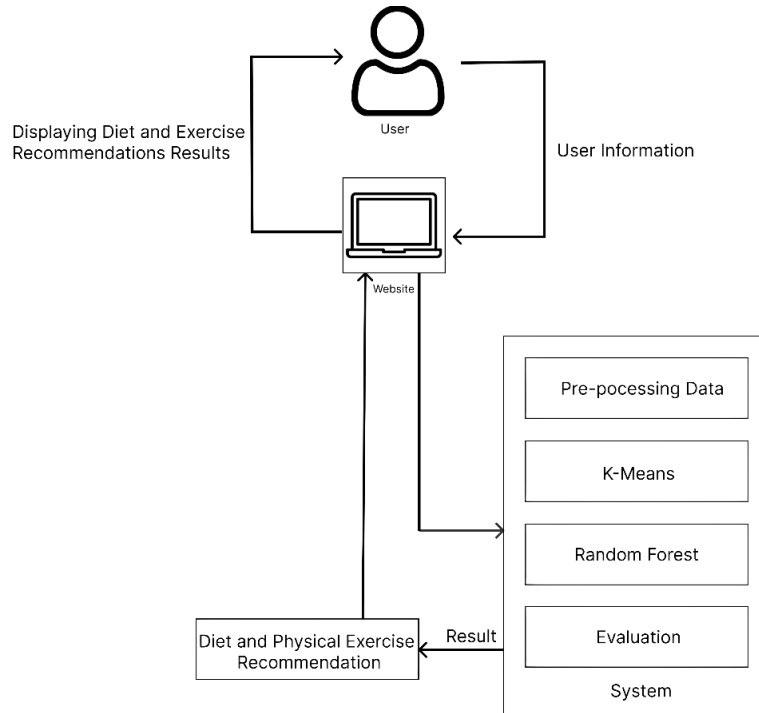 User
Displaying Diet and Exercise
Recommendations Results
User Information
Website
Pre-pocessing Data
K-Means
Random Forest
Evaluation
System
Result
Diet and Physical Exercise
Recommendation